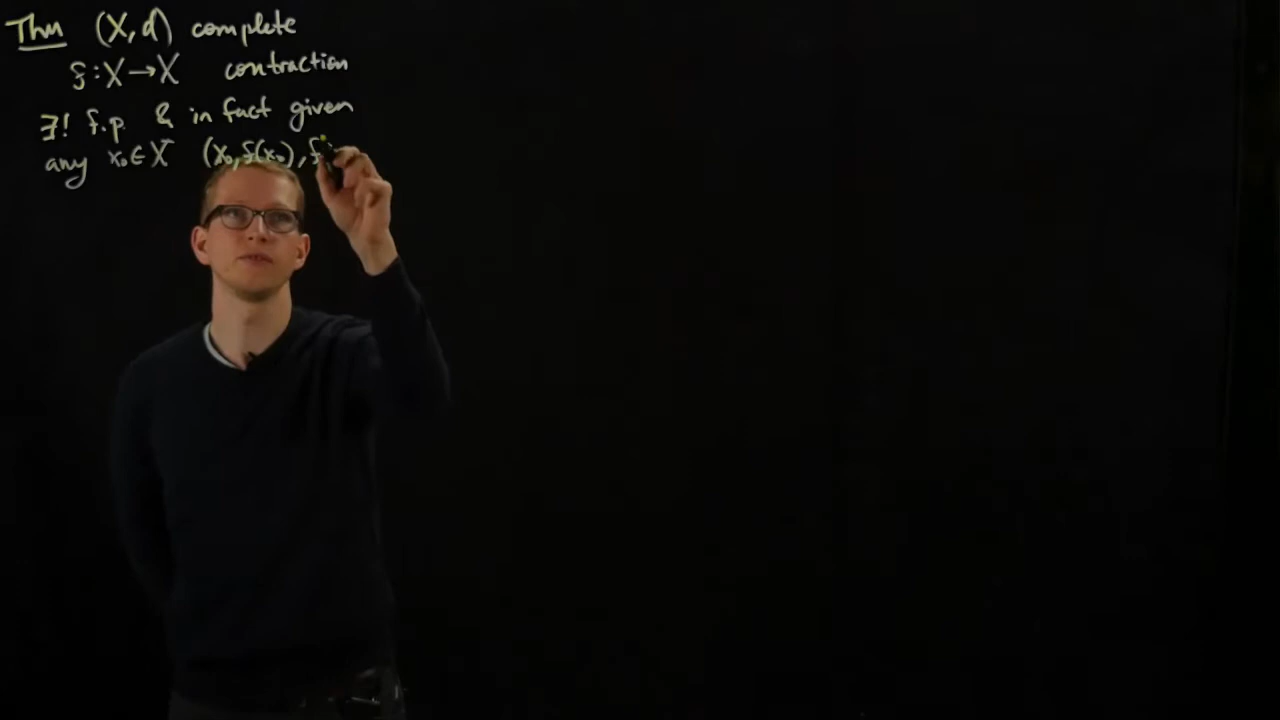 Thm (X, d) complete
f : X → X contraction
∃! f.p. & in fact given
any x₀ ∈ X (x₀, f(x₀), f